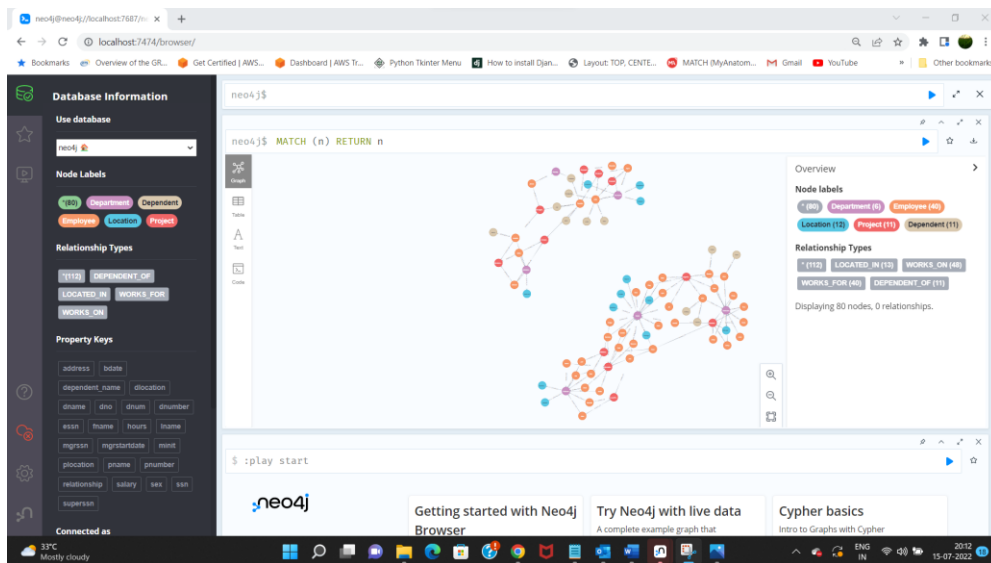 neo4j@neo4j://localhost:7687/n
localhost:7474/browser/
Bookmarks
Overview of the GR...
Get Certified | AWS...
Dashboard | AWS Tr...
Python Tkinter Menu
How to install Djan...
Layout: TOP, CENTE...
MATCH (MyAnatom...
Gmail
YouTube
»
Other bookmarks
Database Information
Use database
neo4j
Node Labels
*(80) Department Dependent
Employee Location Project
Relationship Types
*(112) DEPENDENT_OF
LOCATED_IN WORKS_FOR
WORKS_ON
Property Keys
address bdate
dependent_name dlocation
dname dno dnum dnumber
essn fname hours lname
mgrssn mgrstartdate minit
plocation pname pnumber
relationship salary sex ssn
superssn
Connected as
neo4j$
neo4j$ MATCH (n) RETURN n
Graph
Table
Text
Code
Overview
Node labels
* (80) Department (6) Employee (40)
Location (12) Project (11) Dependent (11)
Relationship Types
* (112) LOCATED_IN (13) WORKS_ON (48)
WORKS_FOR (40) DEPENDENT_OF (11)
Displaying 80 nodes, 0 relationships.
$ :play start
neo4j
Getting started with Neo4j
Browser
Try Neo4j with live data
A complete example graph that
Cypher basics
Intro to Graphs with Cypher
33°C
Mostly cloudy
ENG
IN
20:12
15-07-2022